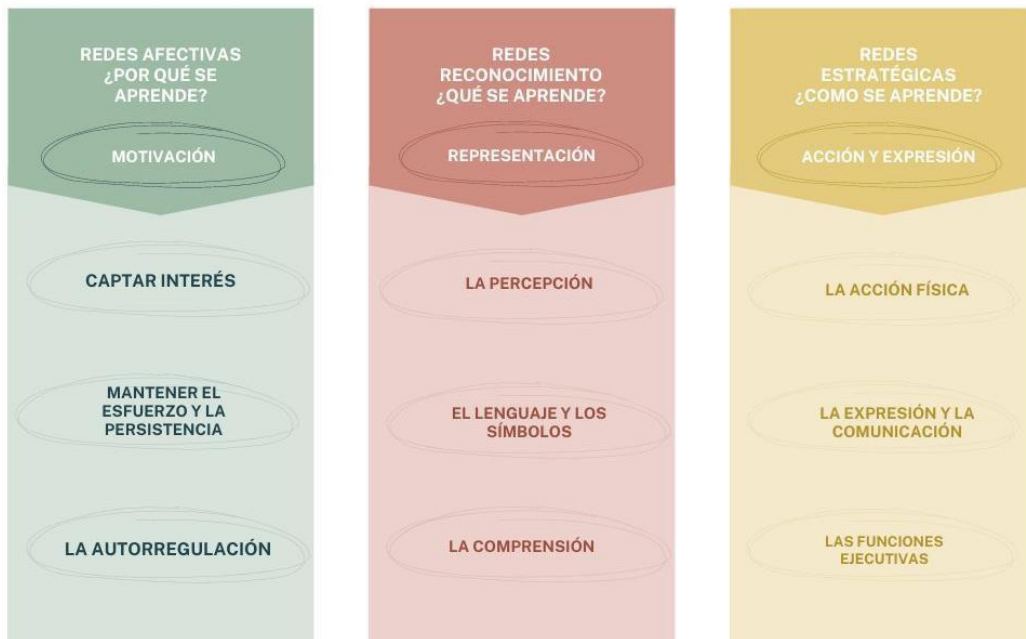 REDES AFECTIVAS
¿POR QUÉ SE
APRENDE?
MOTIVACIÓN
CAPTAR INTERÉS
MANTENER EL
ESFUERZO Y LA
PERSISTENCIA
LA AUTORREGULACIÓN
REDES
RECONOCIMIENTO
¿QUÉ SE APRENDE?
REPRESENTACIÓN
LA PERCEPCIÓN
EL LENGUAJE Y LOS
SÍMBOLOS
LA COMPRENSIÓN
REDES
ESTRATÉGICAS
¿COMO SE APRENDE?
ACCIÓN Y EXPRESIÓN
LA ACCIÓN FÍSICA
LA EXPRESIÓN Y LA
COMUNICACIÓN
LAS FUNCIONES
EJECUTIVAS